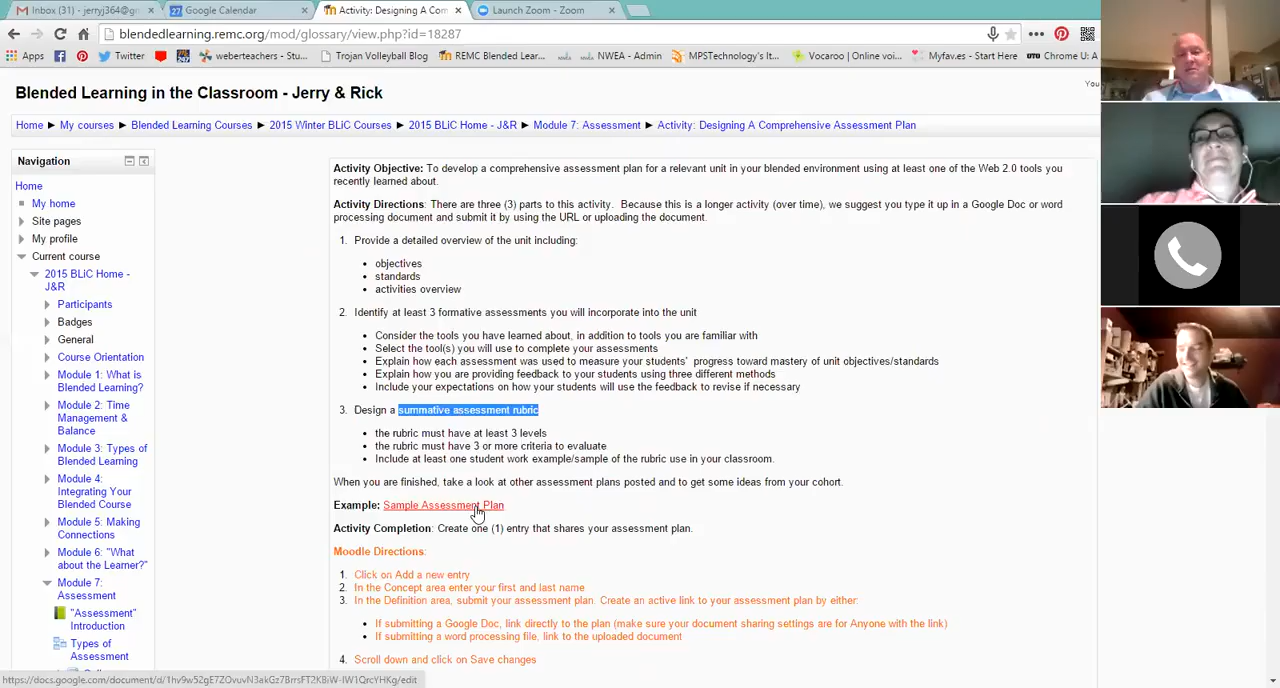 Inbox (31) - jerryj364@gm
Google Calendar
Activity: Designing A Com
Launch Zoom - Zoom
blendedlearning.remc.org/mod/glossary/view.php?id=18287
Apps
Twitter
weberteachers - Stu...
Trojan Volleyball Blog
REMC Blended Lear...
NWEA - Admin
MPSTechnology's It...
Vocaroo | Online voi...
Myfav.es - Start Here
Chrome U: A
Blended Learning in the Classroom - Jerry & Rick
You
Home ► My courses ► Blended Learning Courses ► 2015 Winter BLiC Courses ► 2015 BLiC Home - J&R ► Module 7: Assessment ► Activity: Designing A Comprehensive Assessment Plan
Navigation
Home
My home
Site pages
My profile
Current course
2015 BLiC Home -
J&R
Participants
Badges
General
Course Orientation
Module 1: What is
Blended Learning?
Module 2: Time
Management &
Balance
Module 3: Types of
Blended Learning
Module 4:
Integrating Your
Blended Course
Module 5: Making
Connections
Module 6: "What
about the Learner?"
Module 7:
Assessment
"Assessment"
Introduction
Types of
Assessment
Activity Objective: To develop a comprehensive assessment plan for a relevant unit in your blended environment using at least one of the Web 2.0 tools you
recently learned about.
Activity Directions: There are three (3) parts to this activity. Because this is a longer activity (over time), we suggest you type it up in a Google Doc or word
processing document and submit it by using the URL or uploading the document.
1. Provide a detailed overview of the unit including:
• objectives
• standards
• activities overview
2. Identify at least 3 formative assessments you will incorporate into the unit
• Consider the tools you have learned about, in addition to tools you are familiar with
• Select the tool(s) you will use to complete your assessments
• Explain how each assessment was used to measure your students' progress toward mastery of unit objectives/standards
• Explain how you are providing feedback to your students using three different methods
• Include your expectations on how your students will use the feedback to revise if necessary
3. Design a summative assessment rubric
• the rubric must have at least 3 levels
• the rubric must have 3 or more criteria to evaluate
• Include at least one student work example/sample of the rubric use in your classroom.
When you are finished, take a look at other assessment plans posted and to get some ideas from your cohort.
Example: Sample Assessment Plan
Activity Completion: Create one (1) entry that shares your assessment plan.
Moodle Directions:
1. Click on Add a new entry
2. In the Concept area enter your first and last name
3. In the Definition area, submit your assessment plan. Create an active link to your assessment plan by either:
• If submitting a Google Doc, link directly to the plan (make sure your document sharing settings are for Anyone with the link)
• If submitting a word processing file, link to the uploaded document
4. Scroll down and click on Save changes